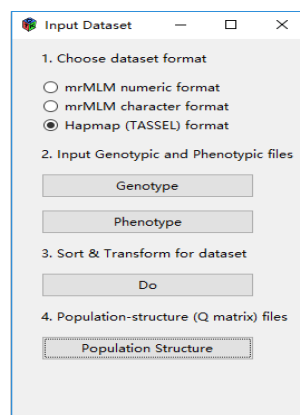 Input Dataset
1. Choose dataset format
mrMLM numeric format
mrMLM character format
Hapmap (TASSEL) format
2. Input Genotypic and Phenotypic files
Genotype
Phenotype
3. Sort & Transform for dataset
Do
4. Population-structure (Q matrix) files
Population Structure